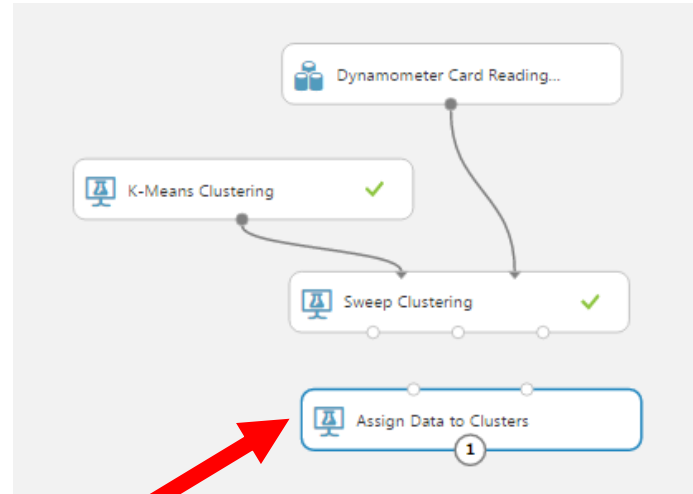 Dynamometer Card Reading...
K-Means Clustering
Sweep Clustering
Assign Data to Clusters
1